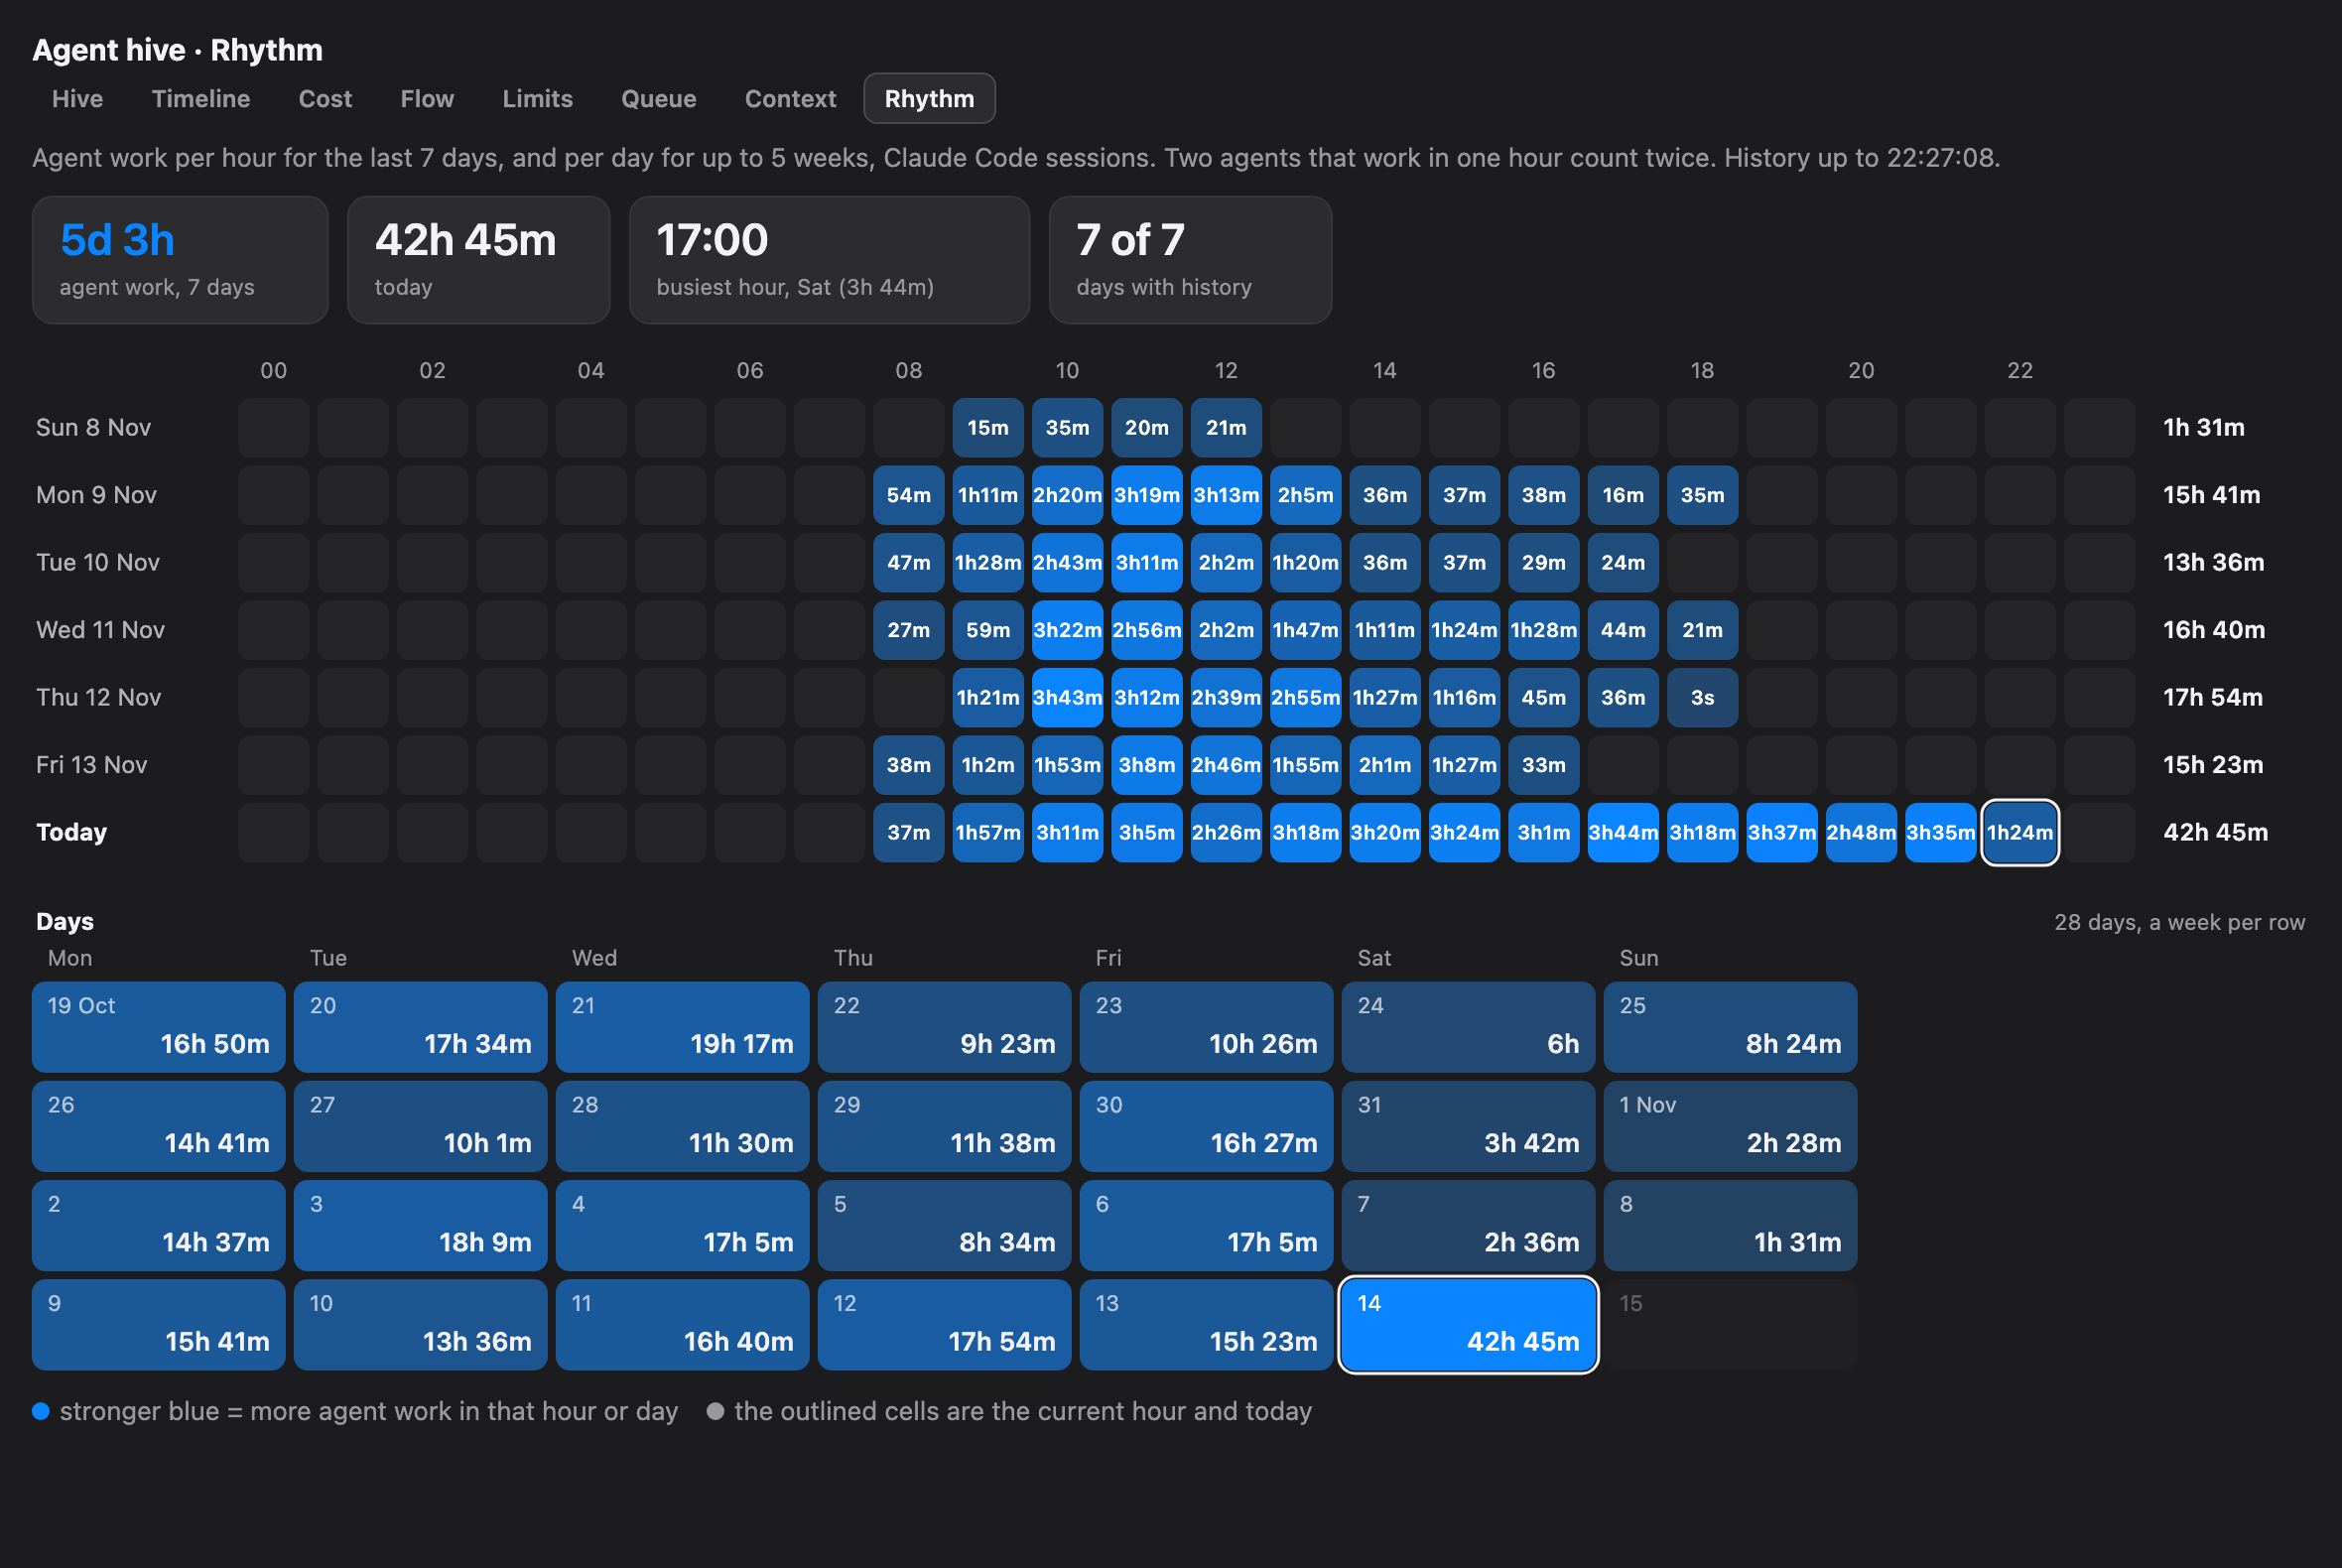 Agent hive · Rhythm
Hive Timeline Cost Flow Limits Queue Context Rhythm
Agent work per hour for the last 7 days, and per day for up to 5 weeks, Claude Code sessions. Two agents that work in one hour count twice. History up to 22:27:08.
5d 3h 42h 45m 17:00 7 of 7
agent work, 7 days today busiest hour, Sat (3h 44m) days with history
00 02 04 06 08 10 12 14 16 18 20 22
Sun 8 Nov 15m 35m 20m 21m 1h 31m
Mon 9 Nov 54m 1h11m 2h20m 3h19m 3h13m 2h5m 36m 37m 38m 16m 35m 15h 41m
Tue 10 Nov 47m 1h28m 2h43m 3h11m 2h2m 1h20m 36m 37m 29m 24m 13h 36m
Wed 11 Nov 27m 59m 3h22m 2h56m 2h2m 1h47m 1h11m 1h24m 1h28m 44m 21m 16h 40m
Thu 12 Nov 1h21m 3h43m 3h12m 2h39m 2h55m 1h27m 1h16m 45m 36m 3s 17h 54m
Fri 13 Nov 38m 1h2m 1h53m 3h8m 2h46m 1h55m 2h1m 1h27m 33m 15h 23m
Today 37m 1h57m 3h11m 3h5m 2h26m 3h18m 3h20m 3h24m 3h1m 3h44m 3h18m 3h37m 2h48m 3h35m 1h24m 42h 45m
Days 28 days, a week per row
Mon Tue Wed Thu Fri Sat Sun
19 Oct 20 21 22 23 24 25
16h 50m 17h 34m 19h 17m 9h 23m 10h 26m 6h 8h 24m
26 27 28 29 30 31 1 Nov
14h 41m 10h 1m 11h 30m 11h 38m 16h 27m 3h 42m 2h 28m
2 3 4 5 6 7 8
14h 37m 18h 9m 17h 5m 8h 34m 17h 5m 2h 36m 1h 31m
9 10 11 12 13 14 15
15h 41m 13h 36m 16h 40m 17h 54m 15h 23m 42h 45m
stronger blue = more agent work in that hour or day the outlined cells are the current hour and today